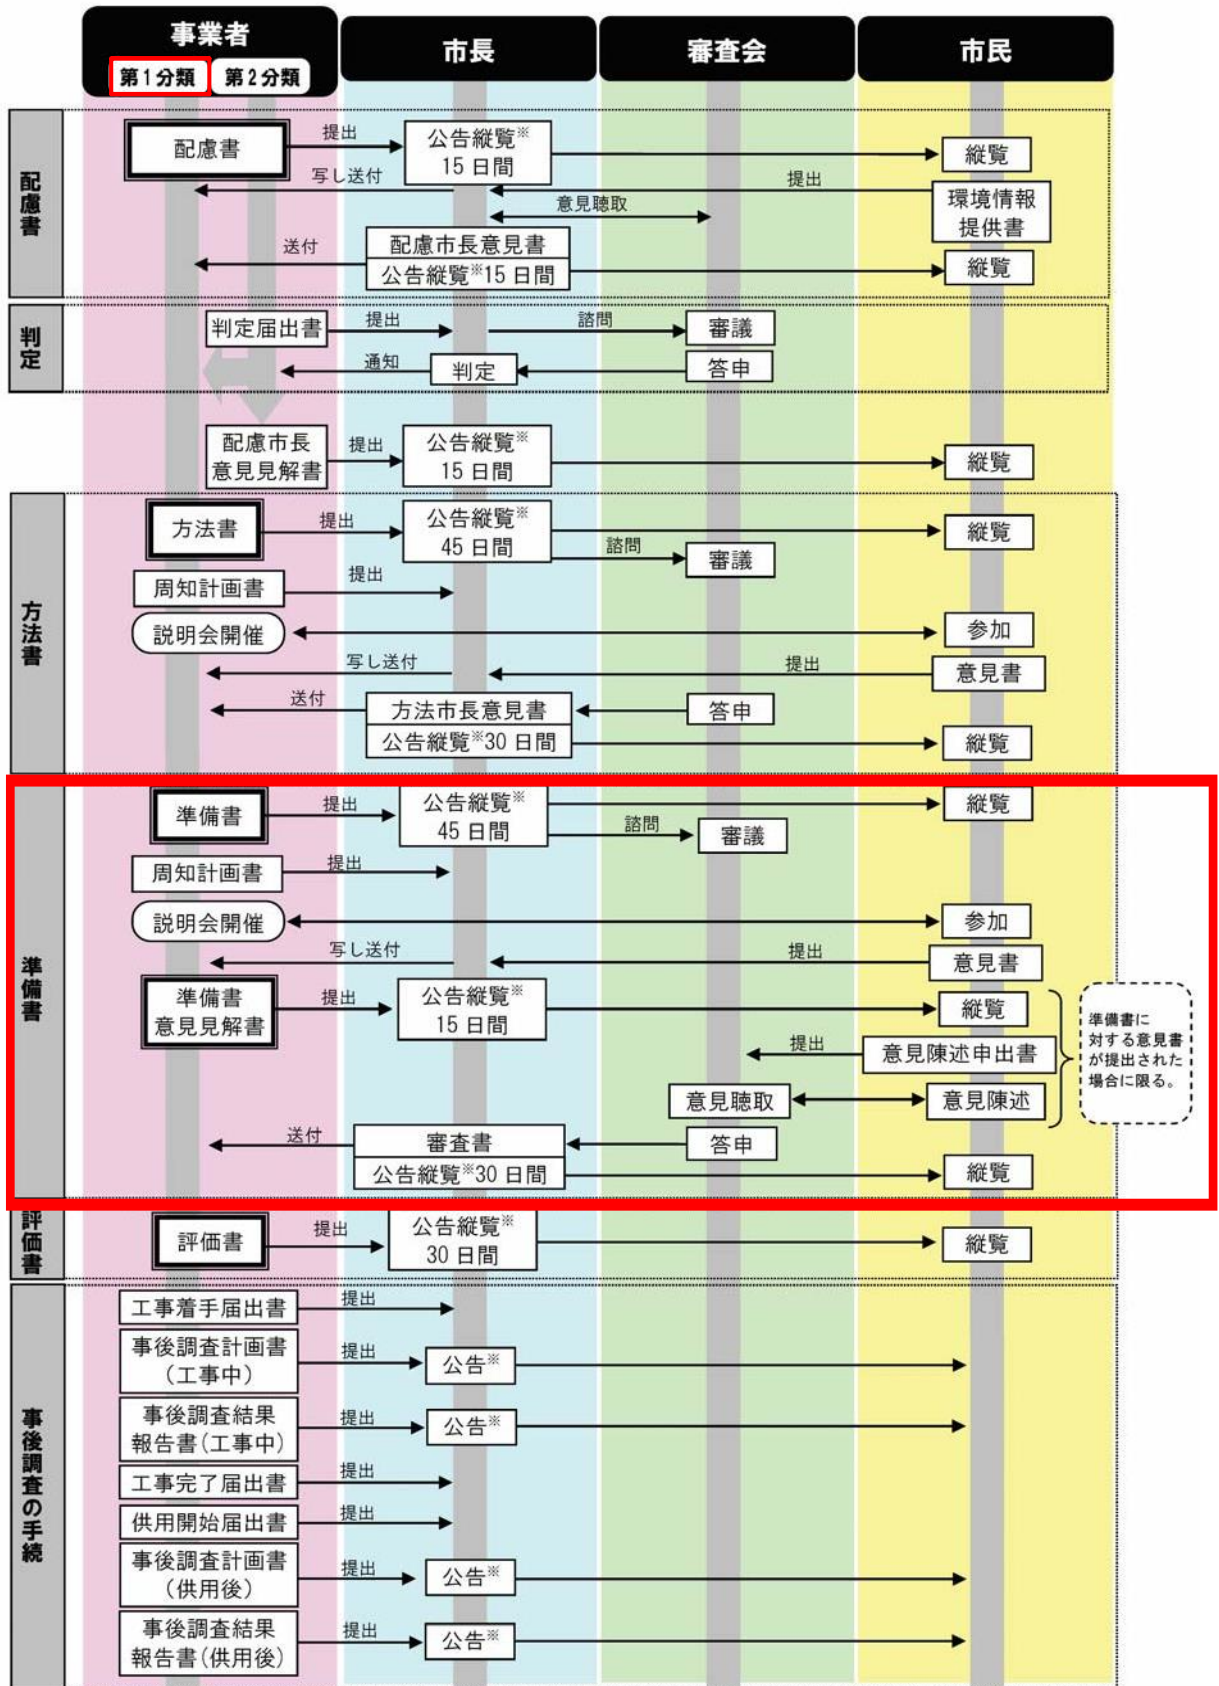 事業者
第1分類
第2分類
市長
審査会
市民
配慮書
配慮書
提出
公告縦覧※
15日間
縦覧
写し送付
提出
環境情報
提供書
意見聴取
送付
配慮市長意見書
公告縦覧※15日間
縦覧
判定
判定届出書
提出
諮問
審議
通知
判定
答申
配慮市長
意見見解書
提出
公告縦覧※
15日間
縦覧
方法書
方法書
提出
公告縦覧※
45日間
縦覧
諮問
審議
周知計画書
提出
説明会開催
参加
写し送付
提出
意見書
送付
方法市長意見書
答申
公告縦覧※30日間
縦覧
準備書
準備書
提出
公告縦覧※
45日間
縦覧
諮問
審議
周知計画書
提出
説明会開催
参加
写し送付
提出
意見書
準備書
意見見解書
提出
公告縦覧※
15日間
縦覧
提出
意見陳述申出書
意見聴取
意見陳述
準備書に
対する意見書
が提出された
場合に限る。
送付
審査書
答申
公告縦覧※30日間
縦覧
評価書
評価書
提出
公告縦覧※
30日間
縦覧
事後調査の手続
工事着手届出書
提出
事後調査計画書
（工事中）
提出
公告※
事後調査結果
報告書（工事中）
提出
公告※
工事完了届出書
提出
供用開始届出書
提出
事後調査計画書
（供用後）
提出
公告※
事後調査結果
報告書（供用後）
提出
公告※